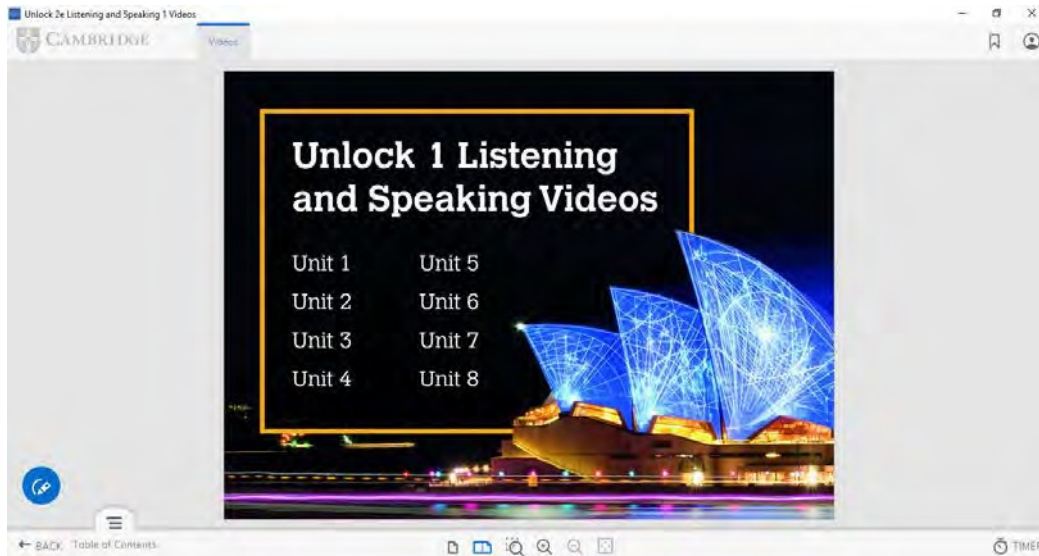 Unlock 2e Listening and Speaking 1 Videos
CAMBRIDGE
Videos
Unlock 1 Listening
and Speaking Videos
Unit 1
Unit 2
Unit 3
Unit 4
Unit 5
Unit 6
Unit 7
Unit 8
BACK
Table of Contents
TIMER